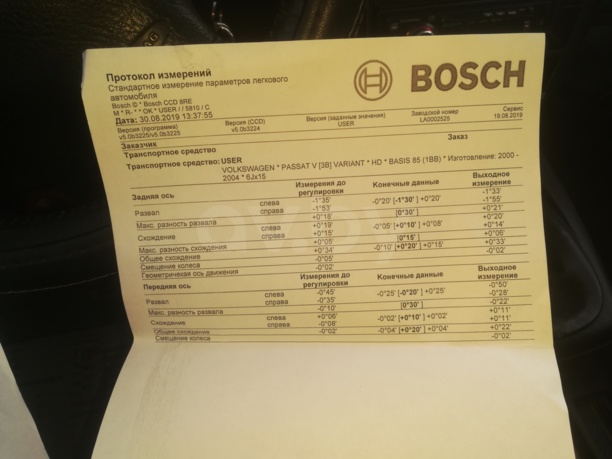 Протокол измерений
Стандартное измерение параметров легкового
автомобиля
BOSCH
Bosch © * Bosch CCD 8RE
M * R- * * OK * USER / / 5810 / C
Дата: 30.08.2019 13:37:55
Версия (программа) Версия (CCD) Версия (заданные значения) Заводской номер Сервис
v5.0b3225/v5.0b3225 v5.0b3224 USER LA0002525 19.08.2019
Заказчик Заказ
Транспортное средство
Транспортное средство: USER
VOLKSWAGEN * PASSAT V [3B] VARIANT * HD * BASIS 85 (1BB) * Изготовление: 2000 -
2004 * 6Jx15
Задняя ось Измерения до регулировки Конечные данные Выходное измерение
Развал слева -1°35' -0°20' [-1°30' ] +0°20' -1°33'
справа -1°53' -1°55'
Макс. разность развала +0°18' [0°30' ] +0°21'
Схождение слева +0°19' -0°05' [+0°10' ] +0°08' +0°20'
справа +0°15' +0°14'
Макс. разность схождения +0°05' [0°15' ] +0°06'
Общее схождение +0°34' -0°10' [+0°20' ] +0°15' +0°33'
Смещение колеса -0°05' -0°02'
Геометрическая ось движения -0°02'
Передняя ось Измерения до регулировки Конечные данные Выходное измерение
Развал слева -0°45' -0°25' [-0°20' ] +0°25' -0°50'
справа -0°35' -0°28'
Макс. разность развала -0°10' [0°30' ] -0°22'
Схождение слева +0°06' -0°02' [+0°10' ] +0°02' +0°11'
справа -0°08' +0°11'
Общее схождение -0°02' -0°04' [+0°20' ] +0°04' +0°22'
Смещение колеса -0°02'